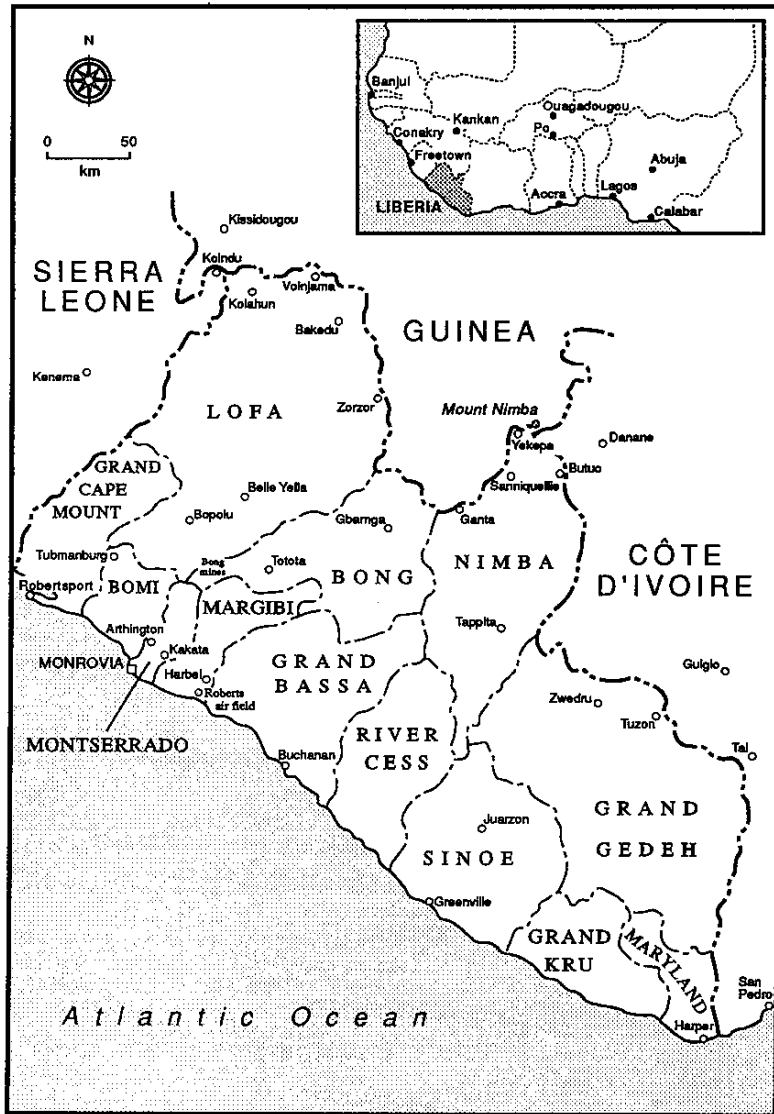 N
0 50
km
Banjul
Ouagadougou
Kankan
Po
Conakry
Freetown
Abuja
Lagos
Accra
LIBERIA
Calabar
Kissidougou
SIERRA
LEONE
Koindu
Voinjama
Kolahun
Bakedu
GUINEA
Kenema
LOFA
Zorzor
Mount Nimba
Yekepa
Danane
GRAND
CAPE
MOUNT
Belle Yella
Sanniquellie
Butuo
Bopolu
Gbarnga
Ganta
Tubmanburg
Bong
mines
Totota
BONG
NIMBA
CÔTE
D'IVOIRE
BOMI
Robertsport
MARGIBI
Arthington
Tappita
Kakata
MONROVIA
GRAND
BASSA
Harbel
Roberts
air field
Guiglo
Zwedru
Tuzon
MONTSERRADO
RIVER
CESS
Buchanan
Tai
Juarzon
GRAND
GEDEH
SINOE
Greenville
GRAND
KRU
MARYLAND
San
Pedro
Atlantic Ocean
Harper